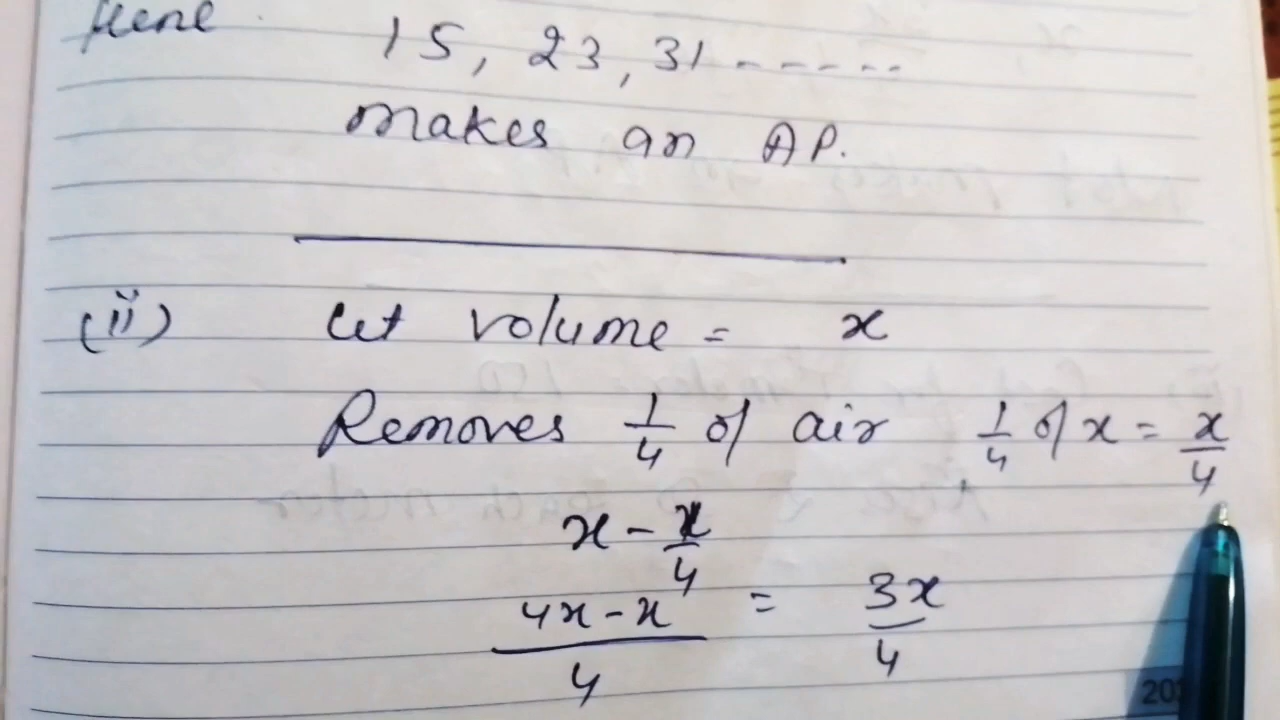 Here
15, 23, 31 - - - - - -
makes an AP.
(ii) let volume = x
Removes 1/4 of air 1/4 of x = x/4
x - x/4
4x - x / 4 = 3x/4